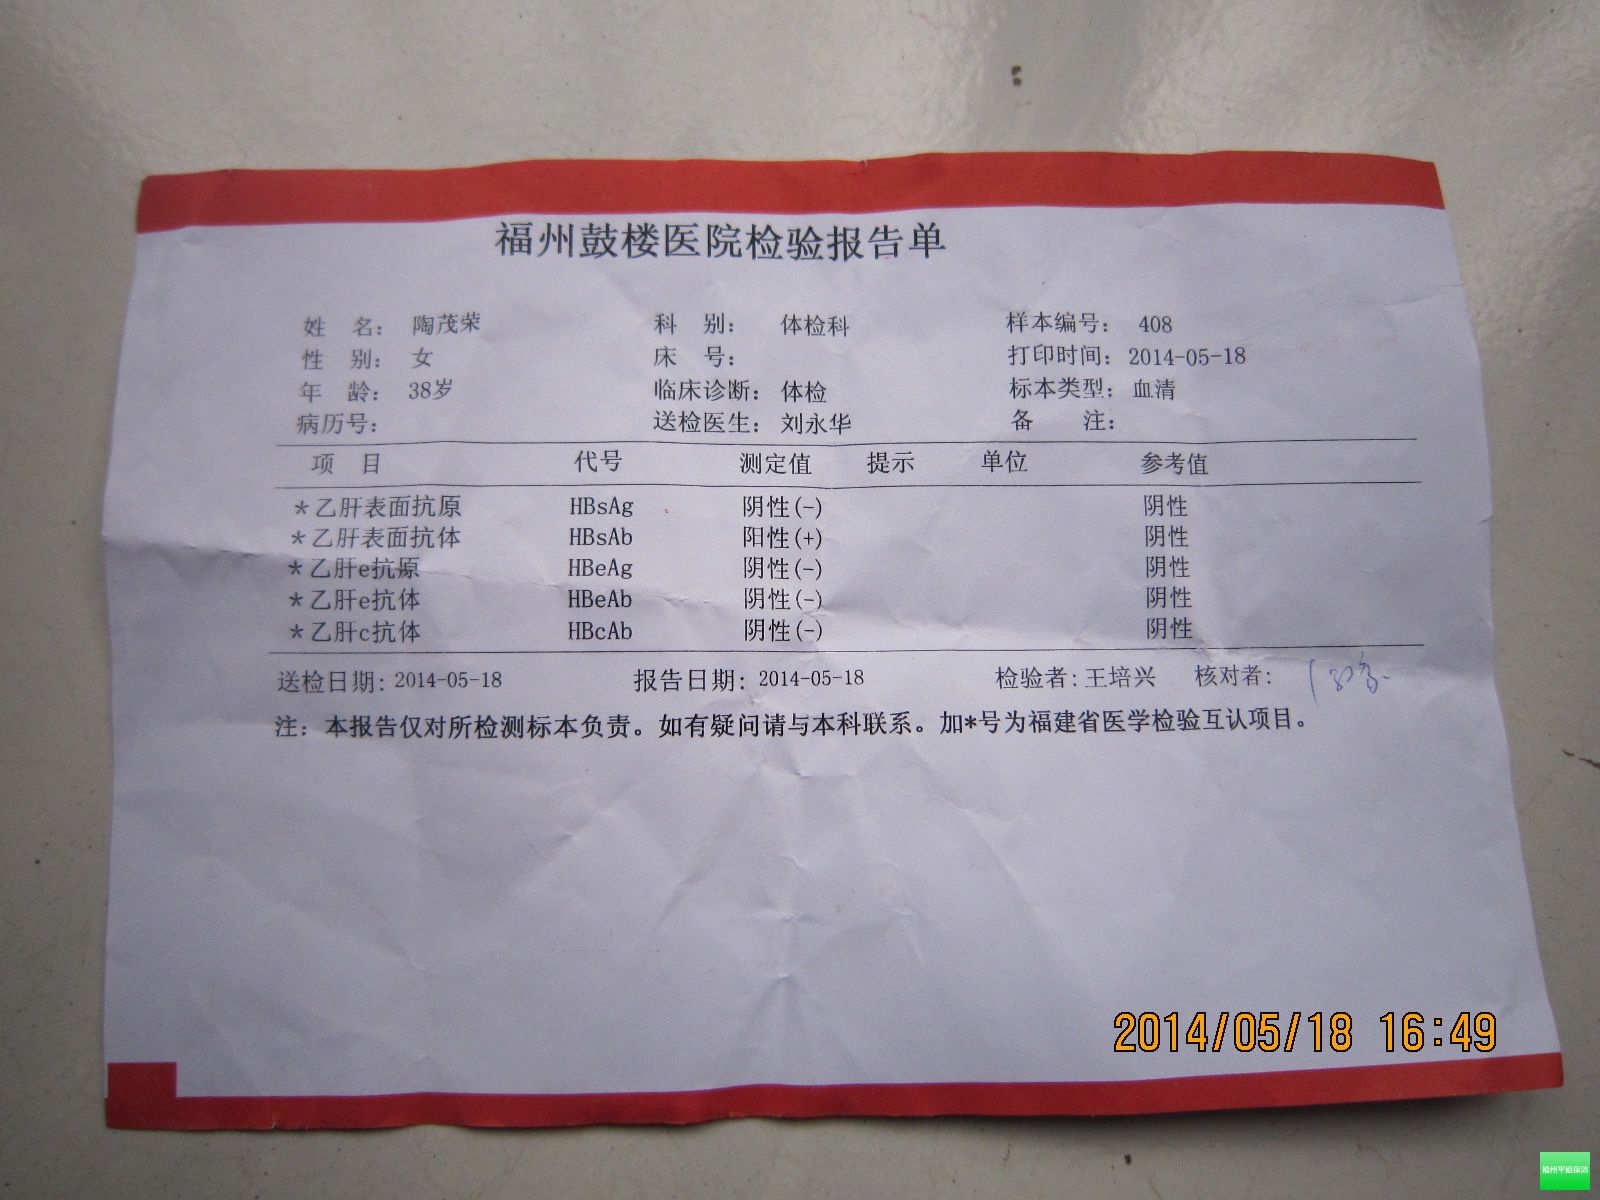 福州鼓楼医院检验报告单
姓 名： 陶茂荣 科 别： 体检科 样本编号： 408
性 别： 女 床 号： 打印时间： 2014-05-18
年 龄： 38岁 临床诊断： 体检 标本类型： 血清
病历号： 送检医生： 刘永华 备 注：
项 目 代号 测定值 提示 单位 参考值
*乙肝表面抗原 HBsAg 阴性(-) 阴性
*乙肝表面抗体 HBsAb 阳性(+) 阴性
*乙肝e抗原 HBeAg 阴性(-) 阴性
*乙肝e抗体 HBeAb 阴性(-) 阴性
*乙肝c抗体 HBcAb 阴性(-) 阴性
送检日期: 2014-05-18 报告日期: 2014-05-18 检验者: 王培兴 核对者:
注： 本报告仅对所检测标本负责。如有疑问请与本科联系。加*号为福建省医学检验互认项目。
2014/05/18 16:49
福州平姐保洁